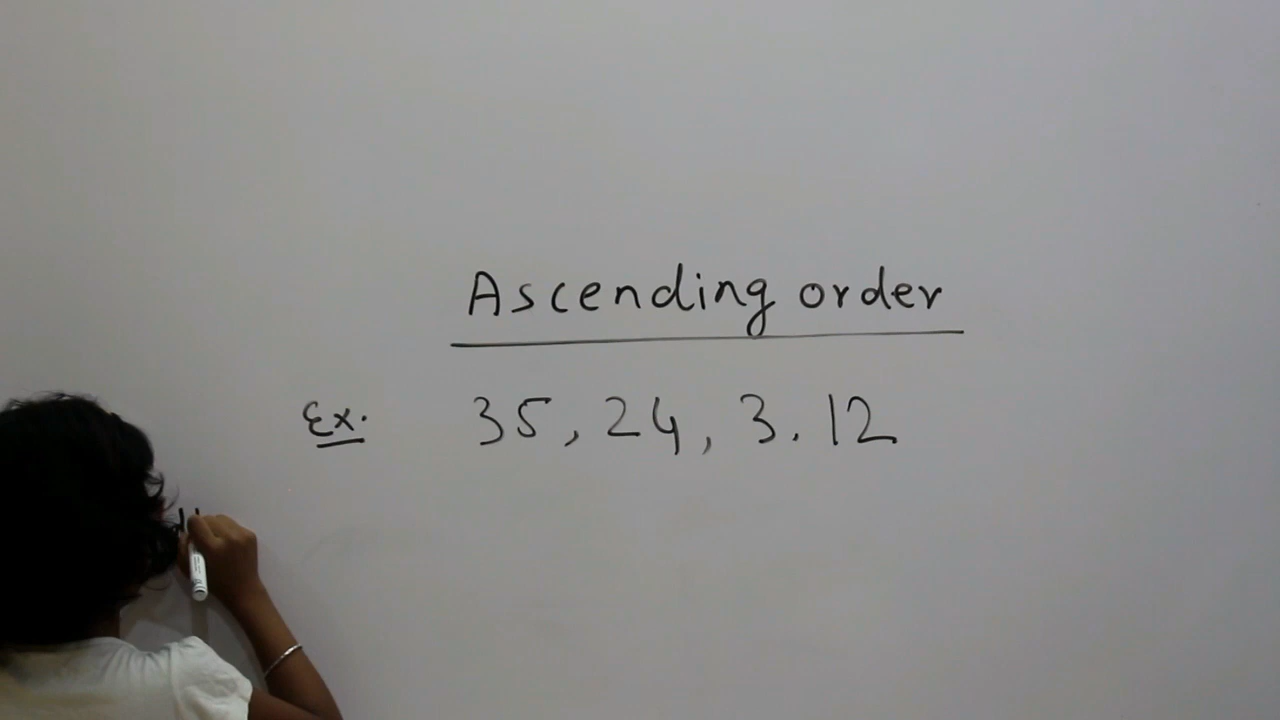 Ascending order
Ex. 35, 24, 3. 12